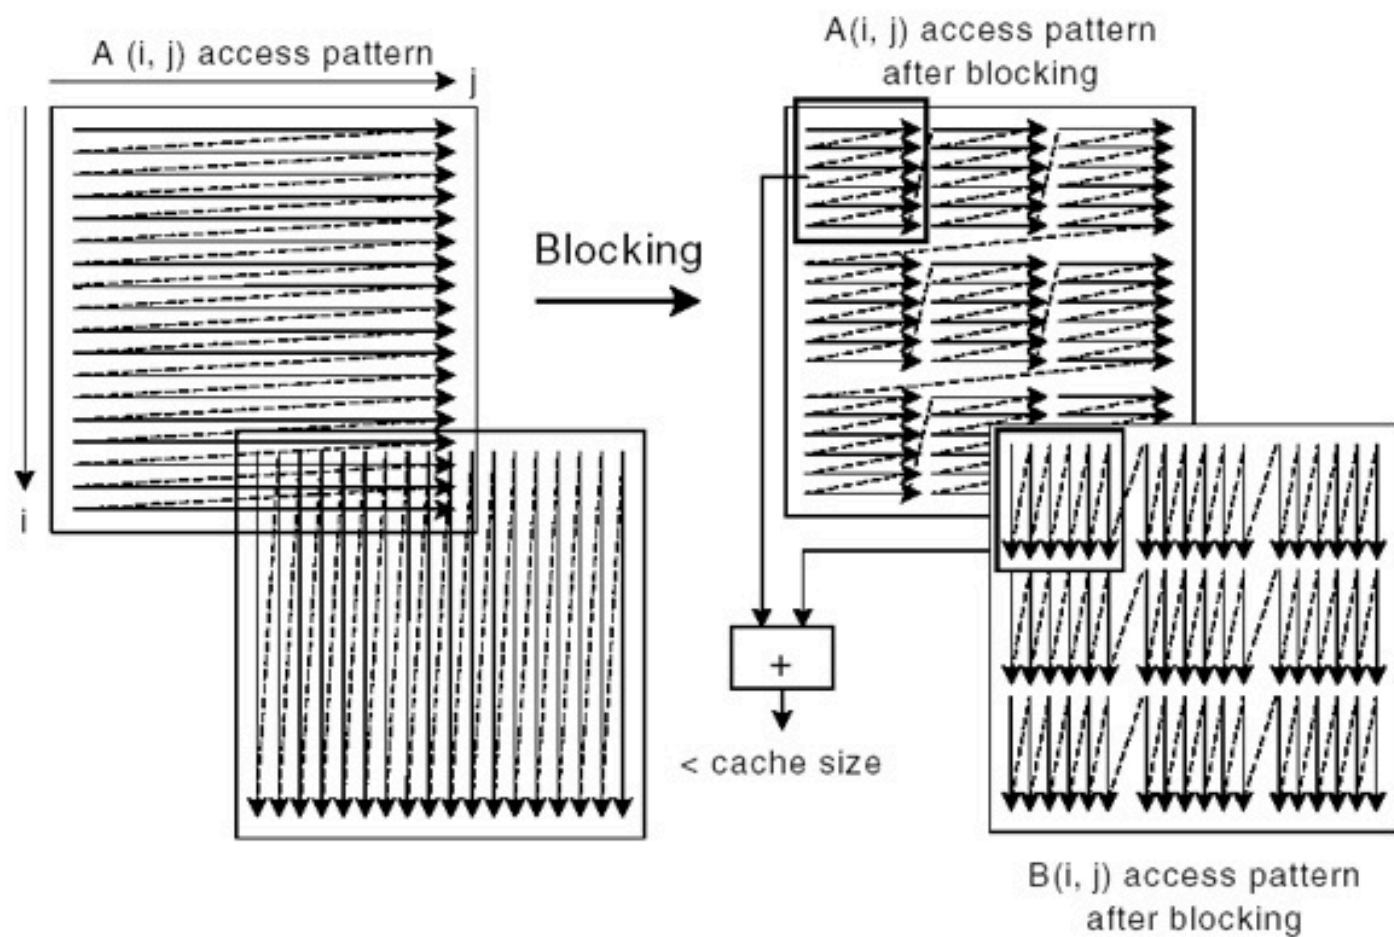 A (i, j) access pattern
j
i
Blocking
A(i, j) access pattern
after blocking
+
< cache size
B(i, j) access pattern
after blocking